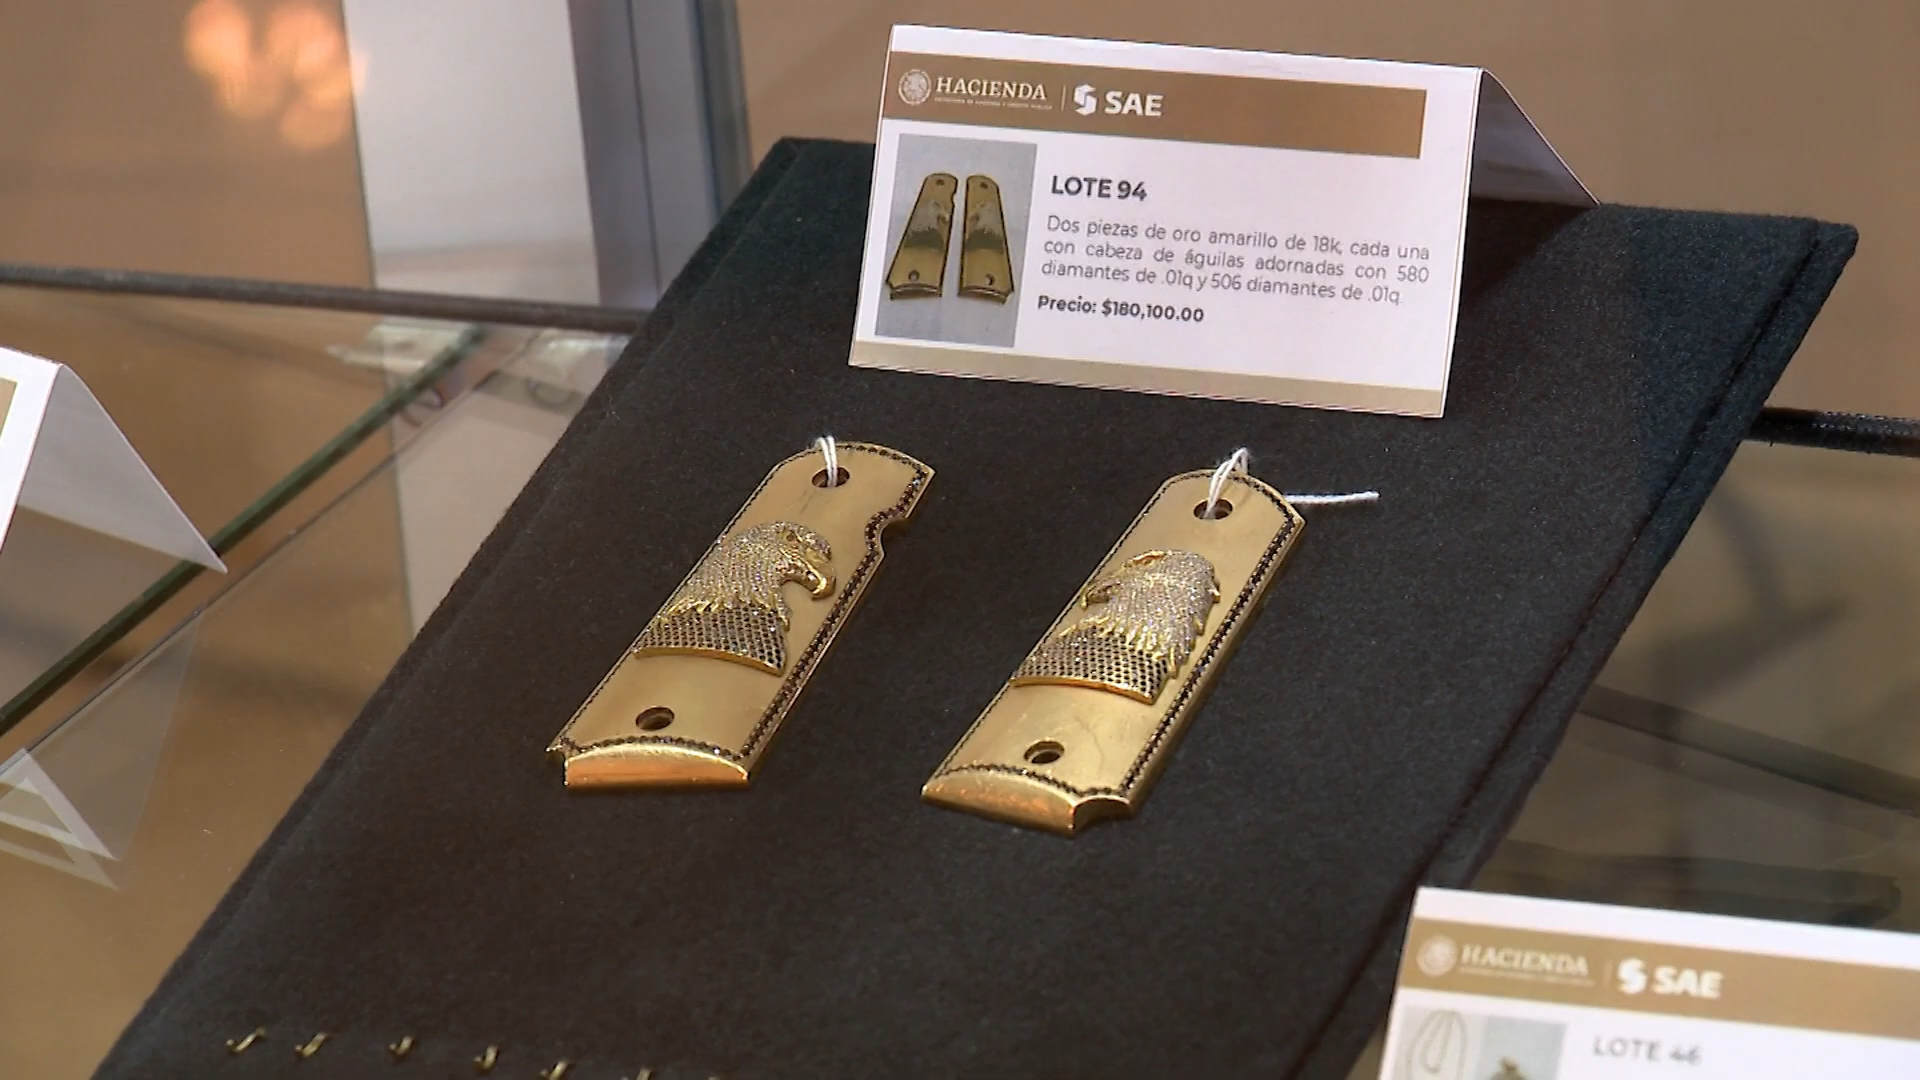 HACIENDA
SAE
LOTE 94
Dos piezas de oro amarillo de 18k, cada una
con cabeza de águilas adornadas con 580
diamantes de .01q y 506 diamantes de .01q
Precio: $180,100.00
HACIENDA
SAE
LOTE 46